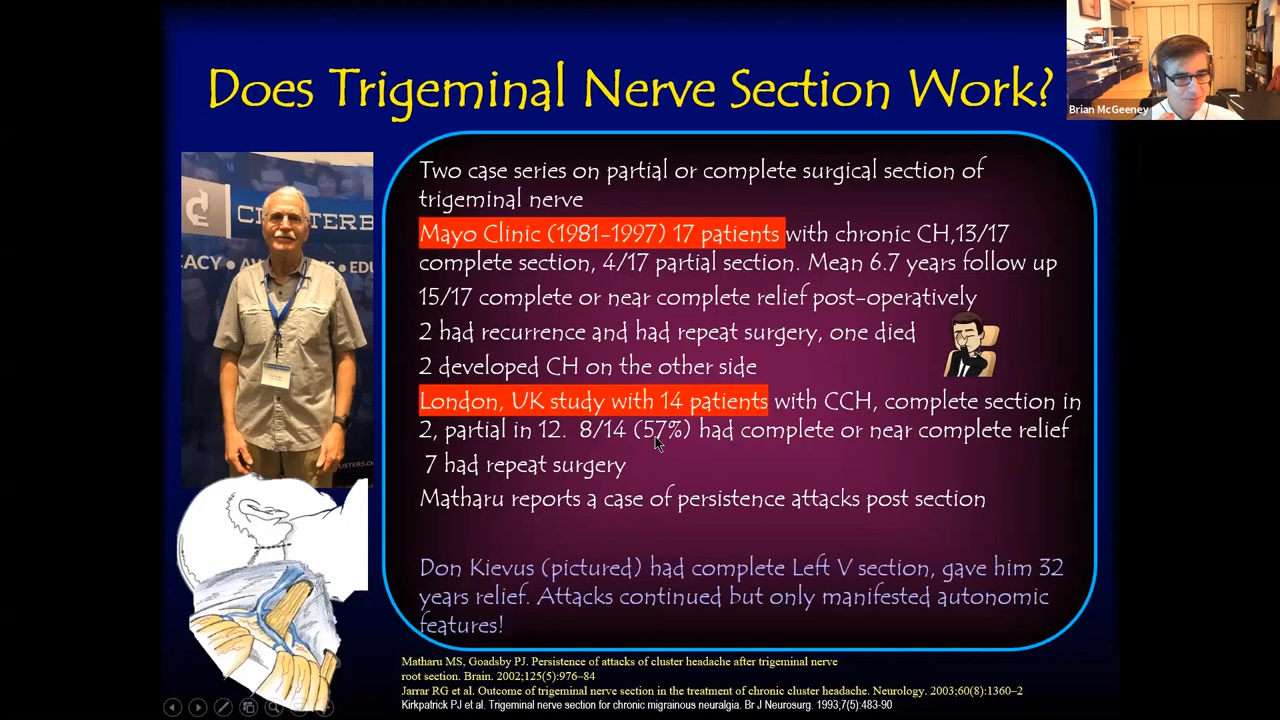 Does Trigeminal Nerve Section Work?
Brian McGeeney
CLUSTERB
ACY • A
EDU
Two case series on partial or complete surgical section of
trigeminal nerve
Mayo Clinic (1981-1997) 17 patients with chronic CH,13/17
complete section, 4/17 partial section. Mean 6.7 years follow up
15/17 complete or near complete relief post-operatively
2 had recurrence and had repeat surgery, one died
2 developed CH on the other side
London, UK study with 14 patients with CCH, complete section in
2, partial in 12. 8/14 (57%) had complete or near complete relief
7 had repeat surgery
Matharu reports a case of persistence attacks post section
Don Kievus (pictured) had complete Left V section, gave him 32
years relief. Attacks continued but only manifested autonomic
features!
Matharu MS, Goadsby PJ. Persistence of attacks of cluster headache after trigeminal nerve
root section. Brain. 2002;125(5):976–84
Jarrar RG et al. Outcome of trigeminal nerve section in the treatment of chronic cluster headache. Neurology. 2003;60(8):1360–2
Kirkpatrick PJ et al. Trigeminal nerve section for chronic migrainous neuralgia. Br J Neurosurg. 1993;7(5):483-90